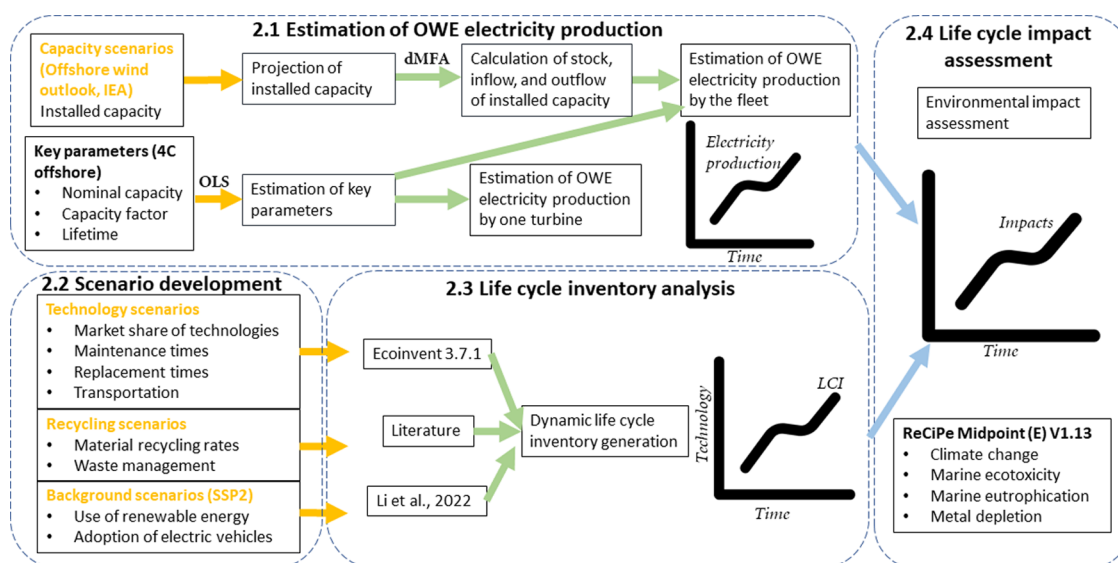 2.1 Estimation of OWE electricity production
Capacity scenarios
(Offshore wind
outlook, IEA)
Installed capacity
Projection of
installed capacity
dMFA
Calculation of stock,
inflow, and outflow
of installed capacity
Estimation of OWE
electricity production
by the fleet
Key parameters (4C
offshore)
• Nominal capacity
• Capacity factor
• Lifetime
OLS
Estimation of key
parameters
Estimation of OWE
electricity production
by one turbine
Electricity
production
Time
2.2 Scenario development
Technology scenarios
• Market share of technologies
• Maintenance times
• Replacement times
• Transportation
Recycling scenarios
• Material recycling rates
• Waste management
Background scenarios (SSP2)
• Use of renewable energy
• Adoption of electric vehicles
2.3 Life cycle inventory analysis
Ecoinvent 3.7.1
Literature
Li et al., 2022
Dynamic life cycle
inventory generation
Technology
LCI
Time
2.4 Life cycle impact
assessment
Environmental impact
assessment
Impacts
Time
ReCiPe Midpoint (E) V1.13
• Climate change
• Marine ecotoxicity
• Marine eutrophication
• Metal depletion